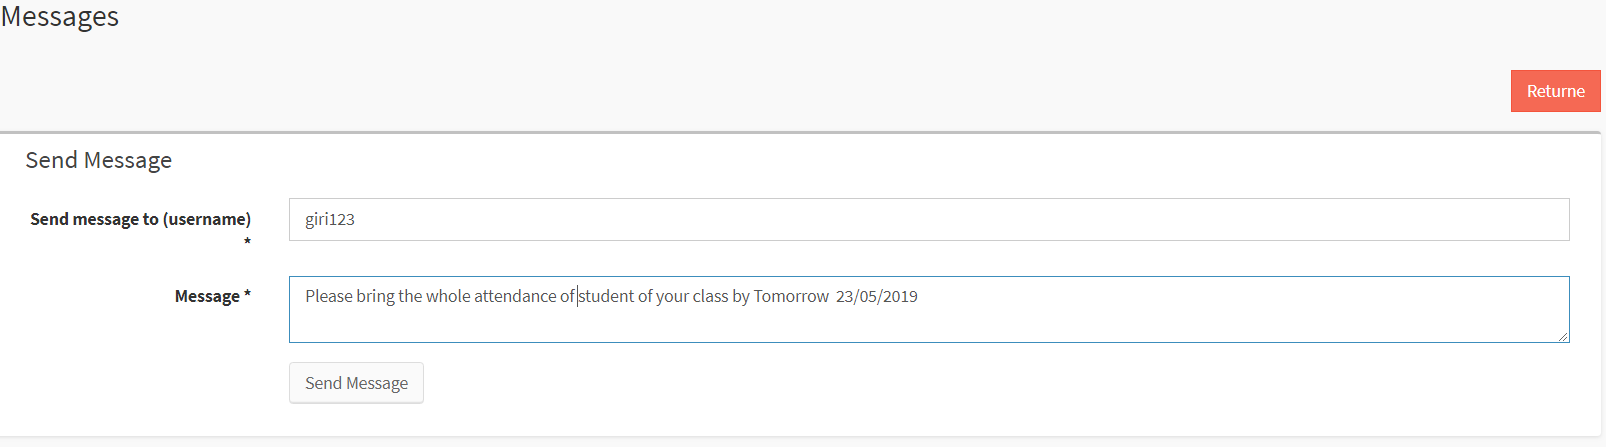 Messages
Returne
Send Message
Send message to (username)
*
giri123
Message *
Please bring the whole attendance of student of your class by Tomorrow  23/05/2019
Send Message